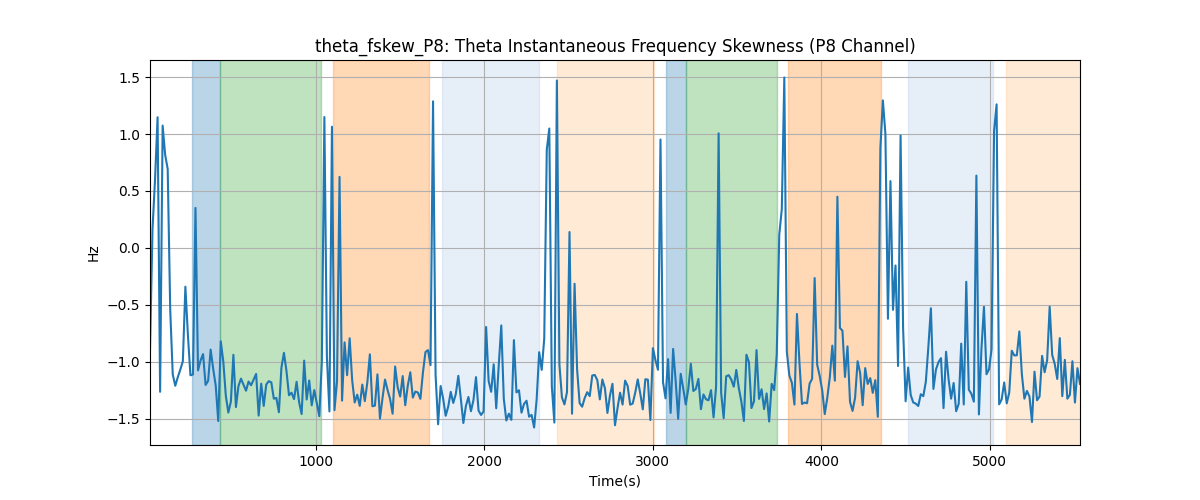 theta_fskew_P8: Theta Instantaneous Frequency Skewness (P8 Channel)
1.5
1.0
0.5
0.0
−0.5
−1.0
−1.5
Hz
1000 2000 3000 4000 5000
Time(s)